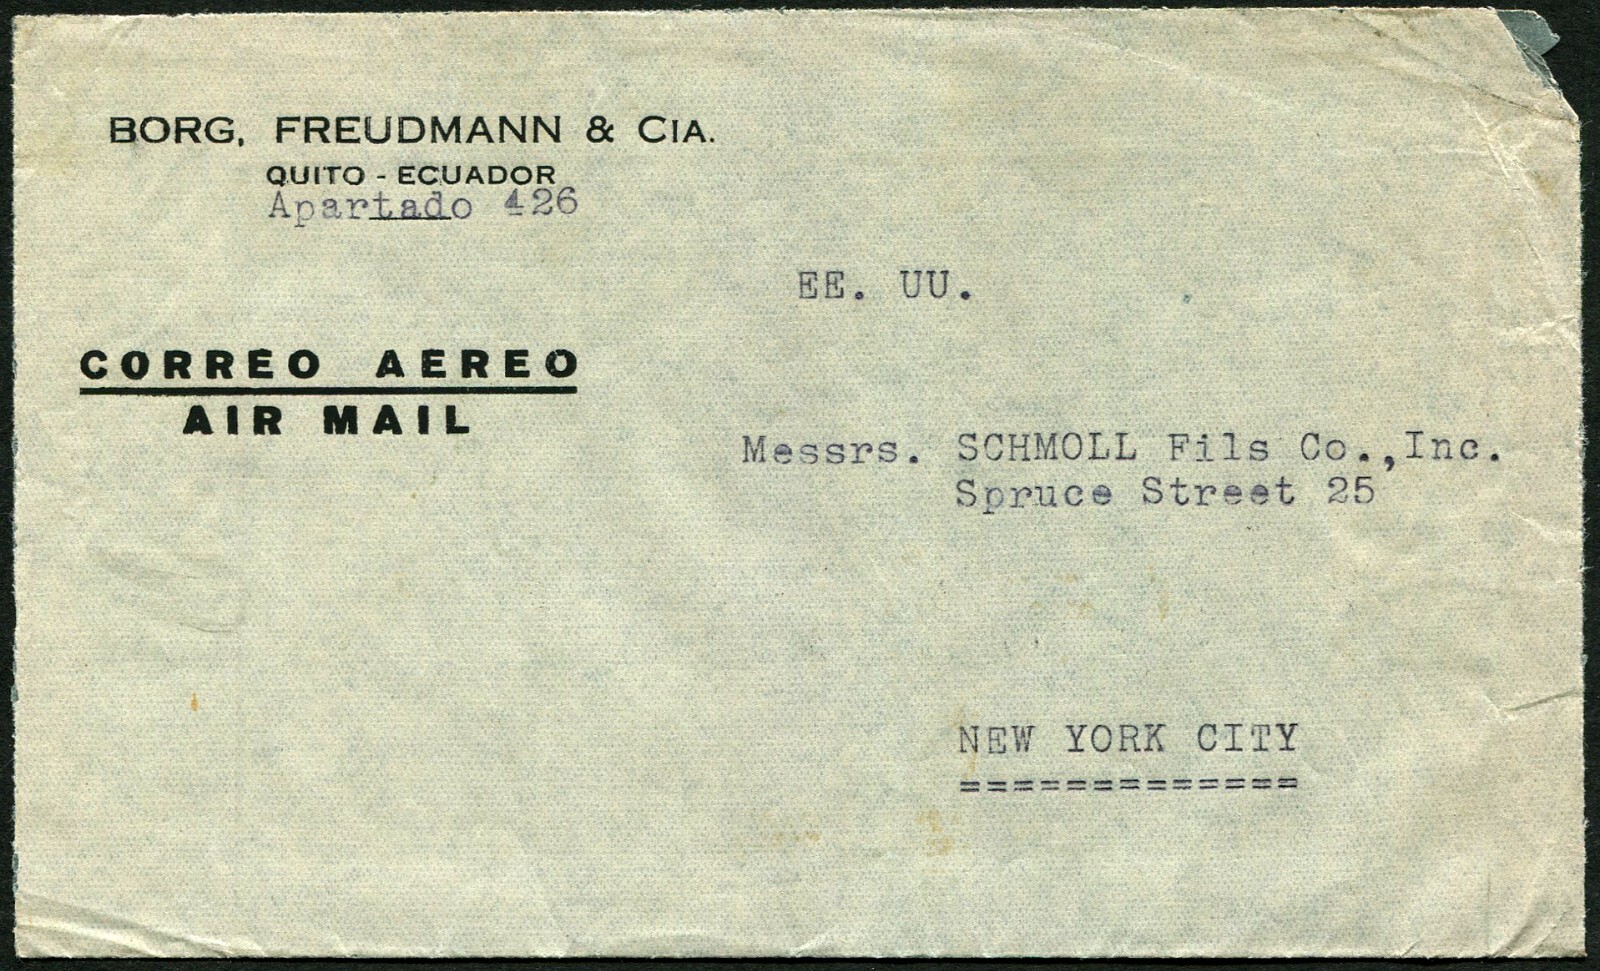 BORG, FREUDMANN & CIA.
QUITO - ECUADOR
Apartado 426
EE. UU.
CORREO AEREO
AIR MAIL
Messrs. SCHMOLL Fils Co.,Inc.
Spruce Street 25
NEW YORK CITY
=============